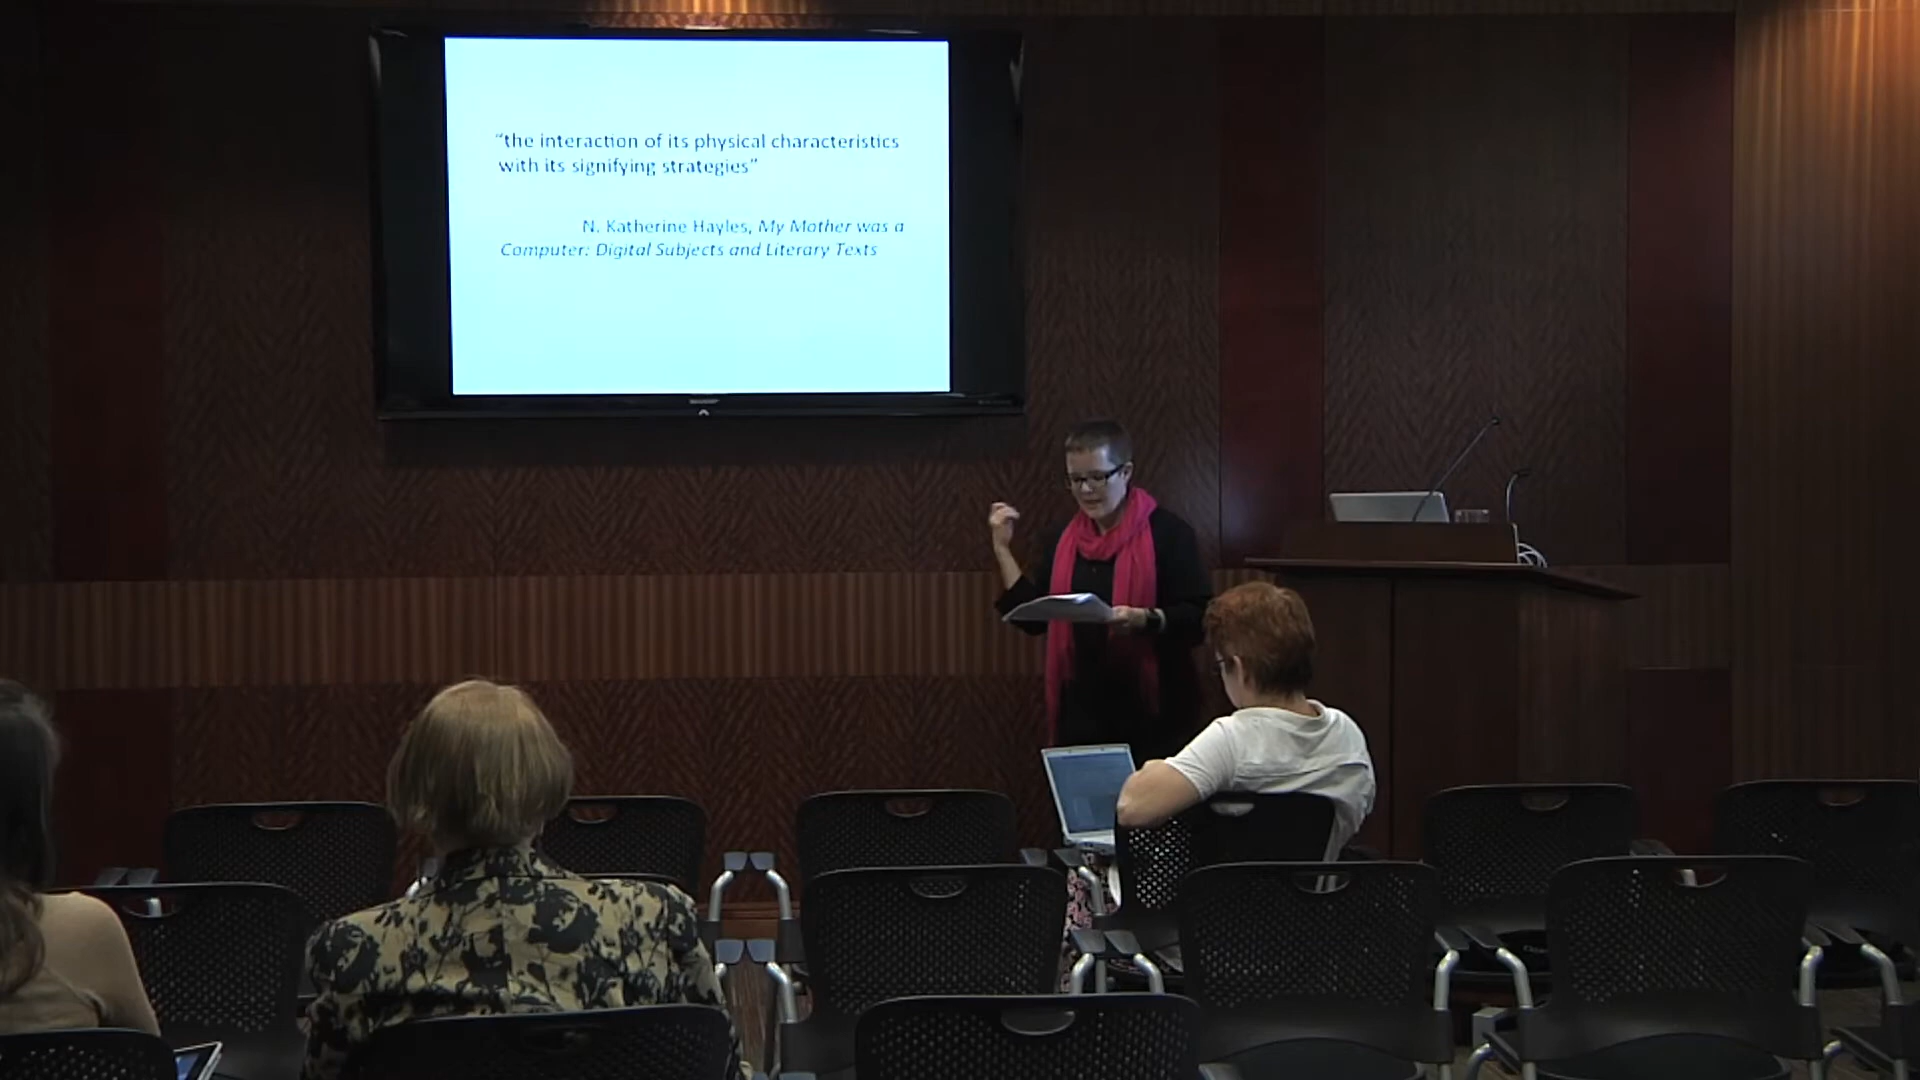 “the interaction of its physical characteristics
with its signifying strategies”
N. Katherine Hayles, My Mother was a
Computer: Digital Subjects and Literary Texts